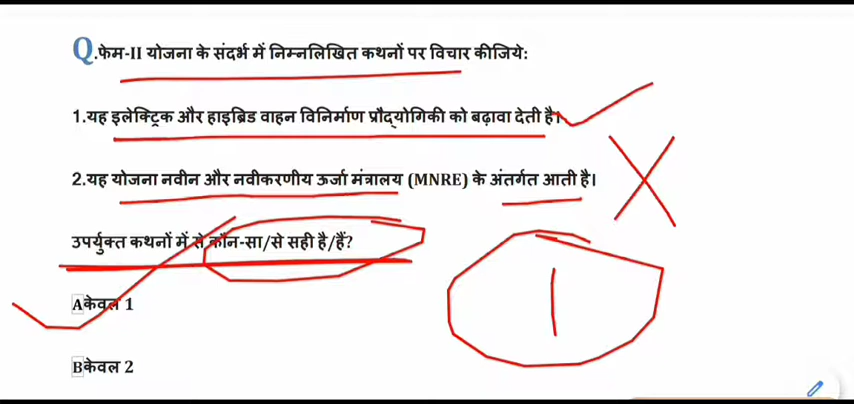 Q.फेम-II योजना के संदर्भ में निम्नलिखित कथनों पर विचार कीजिये:
1.यह इलेक्ट्रिक और हाइब्रिड वाहन विनिर्माण प्रौद्योगिकी को बढ़ावा देती है।
2.यह योजना नवीन और नवीकरणीय ऊर्जा मंत्रालय (MNRE) के अंतर्गत आती है।
उपर्युक्त कथनों में से कौन-सा/से सही है/हैं?
Aकेवल 1
1
Bकेवल 2